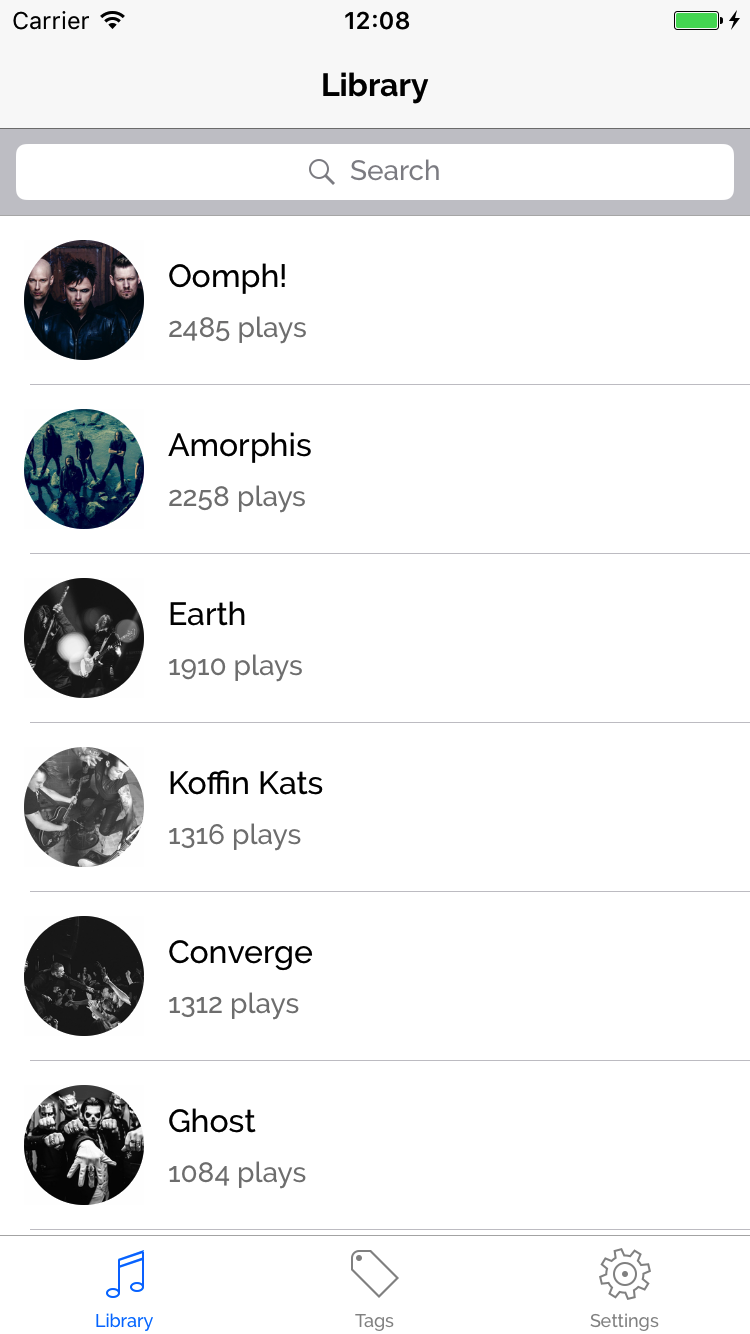 Carrier 12:08
Library
Search
Oomph!
2485 plays
Amorphis
2258 plays
Earth
1910 plays
Koffin Kats
1316 plays
Converge
1312 plays
Ghost
1084 plays
Library Tags Settings